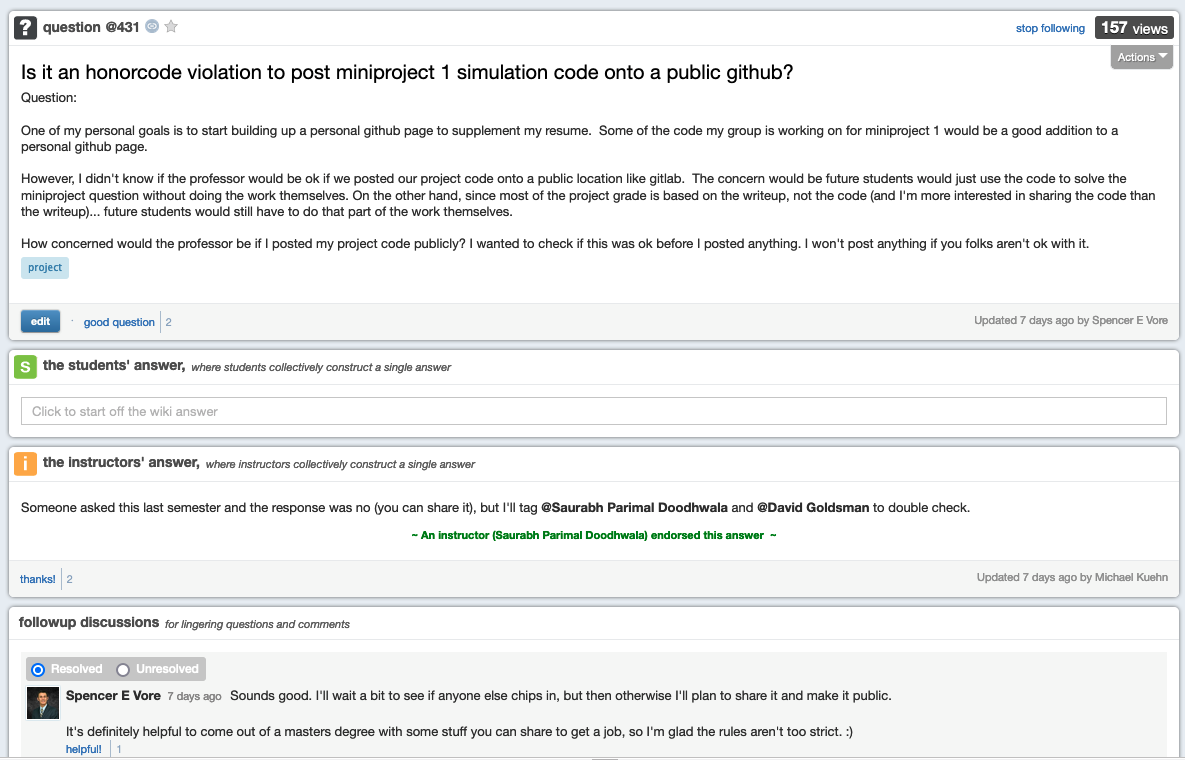 ? question @431
stop following 157 views
Actions
Is it an honorcode violation to post miniproject 1 simulation code onto a public github?
Question:
One of my personal goals is to start building up a personal github page to supplement my resume.  Some of the code my group is working on for miniproject 1 would be a good addition to a
personal github page.
However, I didn't know if the professor would be ok if we posted our project code onto a public location like gitlab.  The concern would be future students would just use the code to solve the
miniproject question without doing the work themselves. On the other hand, since most of the project grade is based on the writeup, not the code (and I'm more interested in sharing the code than
the writeup)... future students would still have to do that part of the work themselves.
How concerned would the professor be if I posted my project code publicly? I wanted to check if this was ok before I posted anything. I won't post anything if you folks aren't ok with it.
project
edit · good question 2
Updated 7 days ago by Spencer E Vore
S the students' answer, where students collectively construct a single answer
Click to start off the wiki answer
i the instructors' answer, where instructors collectively construct a single answer
Someone asked this last semester and the response was no (you can share it), but I'll tag @Saurabh Parimal Doodhwala and @David Goldsman to double check.
~ An instructor (Saurabh Parimal Doodhwala) endorsed this answer ~
thanks! 2
Updated 7 days ago by Michael Kuehn
followup discussions for lingering questions and comments
Resolved Unresolved
Spencer E Vore 7 days ago Sounds good. I'll wait a bit to see if anyone else chips in, but then otherwise I'll plan to share it and make it public.
It's definitely helpful to come out of a masters degree with some stuff you can share to get a job, so I'm glad the rules aren't too strict. :)
helpful! 1